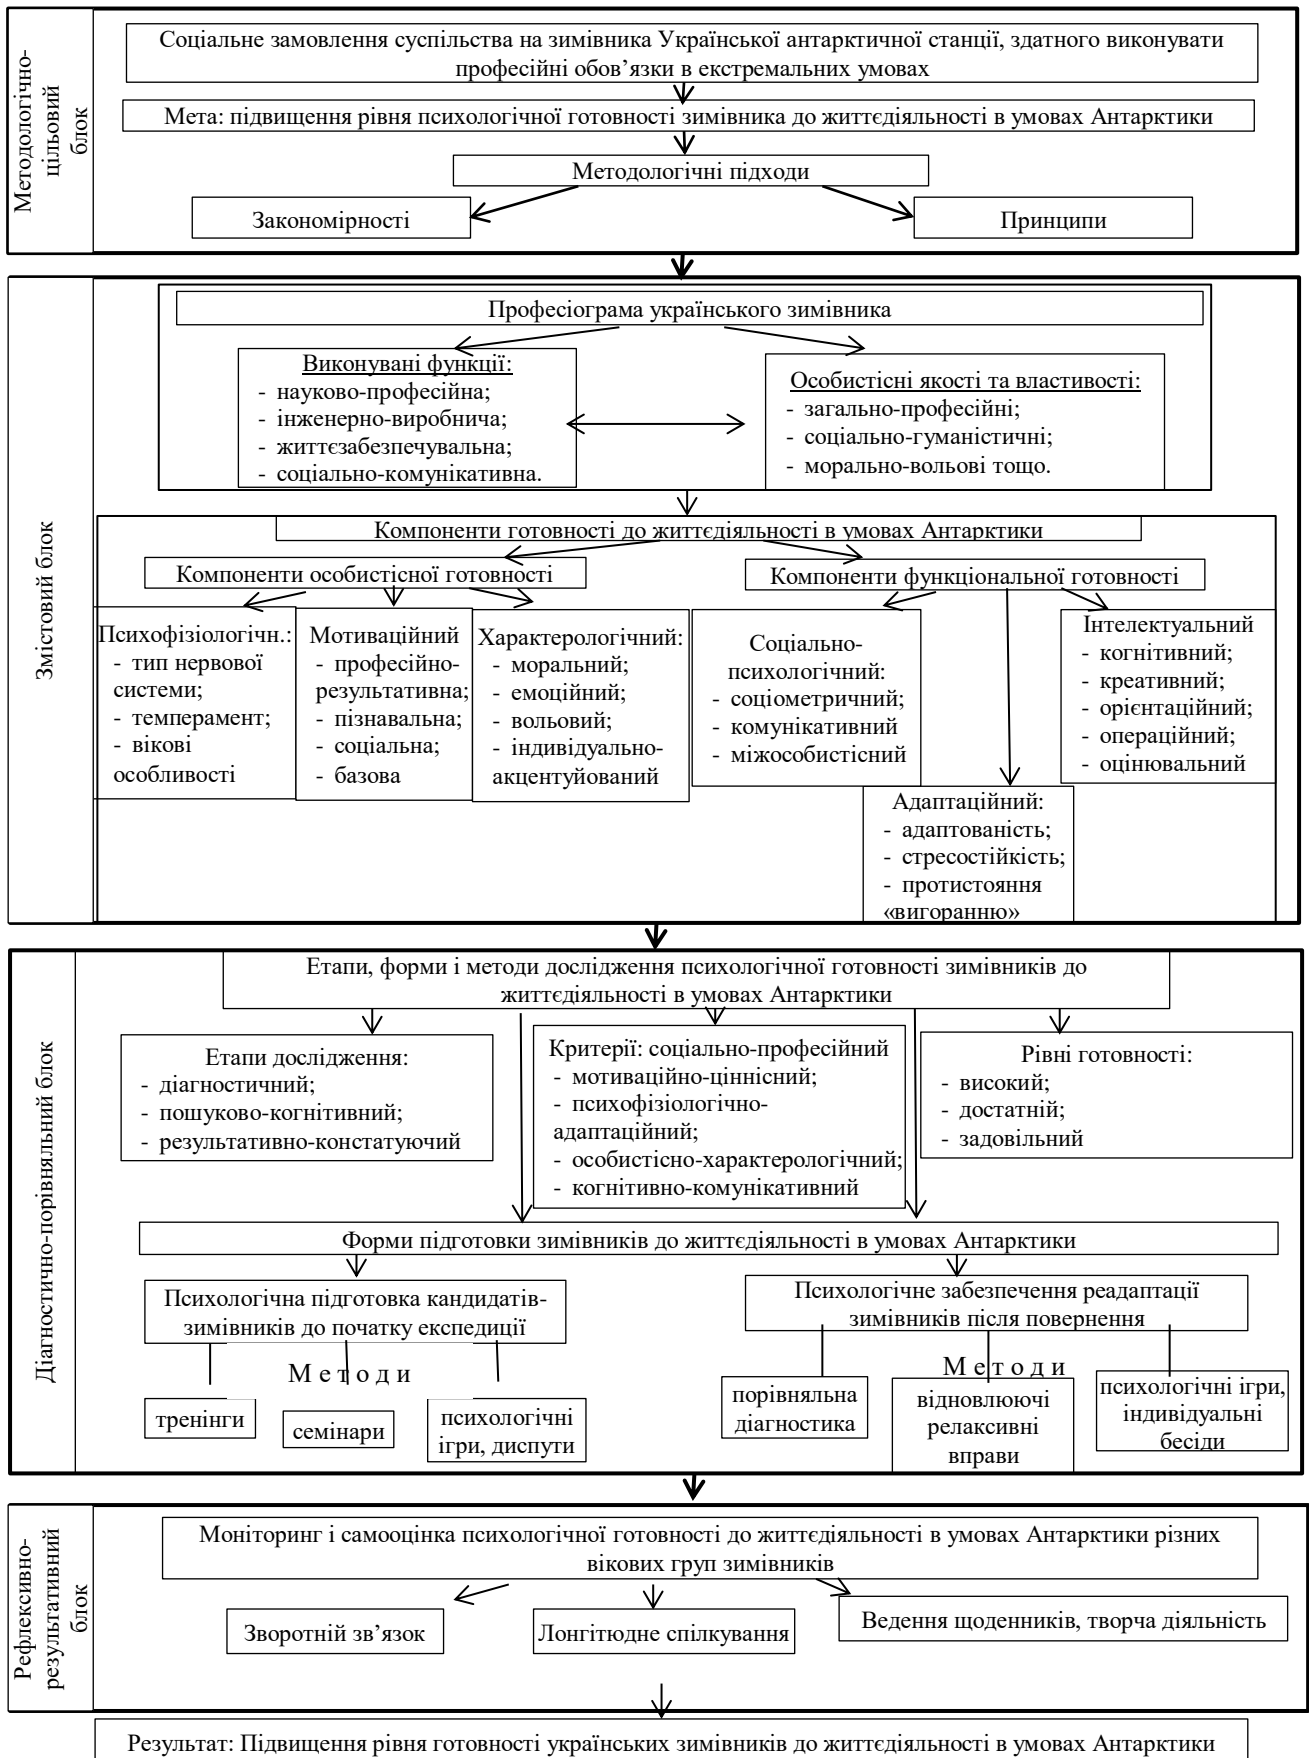 Методологічно-
цільовий
блок
Соціальне замовлення суспільства на зимівника Української антарктичної станції, здатного виконувати
професійні обов’язки в екстремальних умовах
Мета: підвищення рівня психологічної готовності зимівника до життєдіяльності в умовах Антарктики
Методологічні підходи
Закономірності
Принципи
Змістовий блок
Професіограма українського зимівника
Виконувані функції:
- науково-професійна;
- інженерно-виробнича;
- життєзабезпечувальна;
- соціально-комунікативна.
Особистісні якості та властивості:
- загально-професійні;
- соціально-гуманістичні;
- морально-вольові тощо.
Компоненти готовності до життєдіяльності в умовах Антарктики
Компоненти особистісної готовності
Компоненти функціональної готовності
Психофізіологічн.:
- тип нервової
системи;
- темперамент;
- вікові
особливості
Мотиваційний
- професійно-
результативна;
- пізнавальна;
- соціальна;
- базова
Характерологічний:
- моральний;
- емоційний;
- вольовий;
- індивідуально-
акцентуйований
Соціально-
психологічний:
- соціометричний;
- комунікативний
- міжособистісний
Адаптаційний:
- адаптованість;
- стресостійкість;
- протистояння
«вигоранню»
Інтелектуальний
- когнітивний;
- креативний;
- орієнтаційний;
- операційний;
- оцінювальний
Діагностично-порівняльний блок
Етапи, форми і методи дослідження психологічної готовності зимівників до
життєдіяльності в умовах Антарктики
Етапи дослідження:
- діагностичний;
- пошуково-когнітивний;
- результативно-констатуючий
Критерії: соціально-професійний
- мотиваційно-ціннісний;
- психофізіологічно-
адаптаційний;
- особистісно-характерологічний;
- когнітивно-комунікативний
Рівні готовності:
- високий;
- достатній;
- задовільний
Форми підготовки зимівників до життєдіяльності в умовах Антарктики
Психологічна підготовка кандидатів-
зимівників до початку експедиції
Методи
тренінги
семінари
психологічні
ігри, диспути
Психологічне забезпечення реадаптації
зимівників після повернення
Методи
порівняльна
діагностика
відновлюючі
релаксивні
вправи
психологічні ігри,
індивідуальні
бесіди
Рефлексивно-
результативний
блок
Моніторинг і самооцінка психологічної готовності до життєдіяльності в умовах Антарктики різних
вікових груп зимівників
Зворотній зв’язок
Лонгітюдне спілкування
Ведення щоденників, творча діяльність
Результат: Підвищення рівня готовності українських зимівників до життєдіяльності в умовах Антарктики